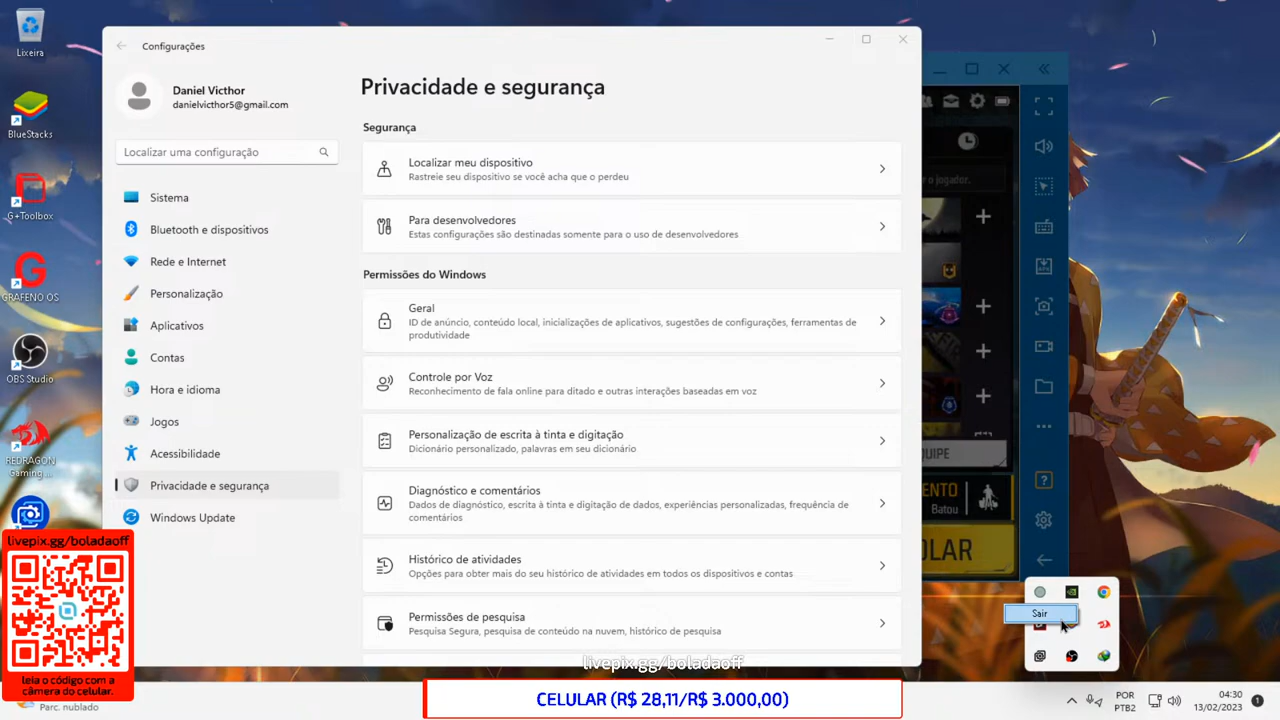 Lixeira
BlueStacks
G+Toolbox
GRAFENO OS
OBS Studio
REDRAGON
Gaming ...
Configurações
Daniel Victhor
danielvicthor5@gmail.com
Localizar uma configuração
Sistema
Bluetooth e dispositivos
Rede e Internet
Personalização
Aplicativos
Contas
Hora e idioma
Jogos
Acessibilidade
Privacidade e segurança
Windows Update
Privacidade e segurança
Segurança
Localizar meu dispositivo
Rastreie seu dispositivo se você acha que o perdeu
Para desenvolvedores
Estas configurações são destinadas somente para o uso de desenvolvedores
Permissões do Windows
Geral
ID de anúncio, conteúdo local, inicializações de aplicativos, sugestões de configurações, ferramentas de
produtividade
Controle por Voz
Reconhecimento de fala online para ditado e outras interações baseadas em voz
Personalização de escrita à tinta e digitação
Dicionário personalizado, palavras em seu dicionário
Diagnóstico e comentários
Dados de diagnóstico, escrita à tinta e digitação de dados, experiências personalizadas, frequência de
comentários
Histórico de atividades
Opções para obter mais do seu histórico de atividades em todos os dispositivos e contas
Permissões de pesquisa
Pesquisa Segura, pesquisa de conteúdo na nuvem, histórico de pesquisa
o jogador.
QUIPE
ENTO
Batou
OLAR
Sair
livepix.gg/boladaoff
leia o código com a
câmera do celular.
livepix.gg/boladaoff
CELULAR (R$ 28,11/R$ 3.000,00)
Parc. nublado
POR
PTB2
04:30
13/02/2023
1